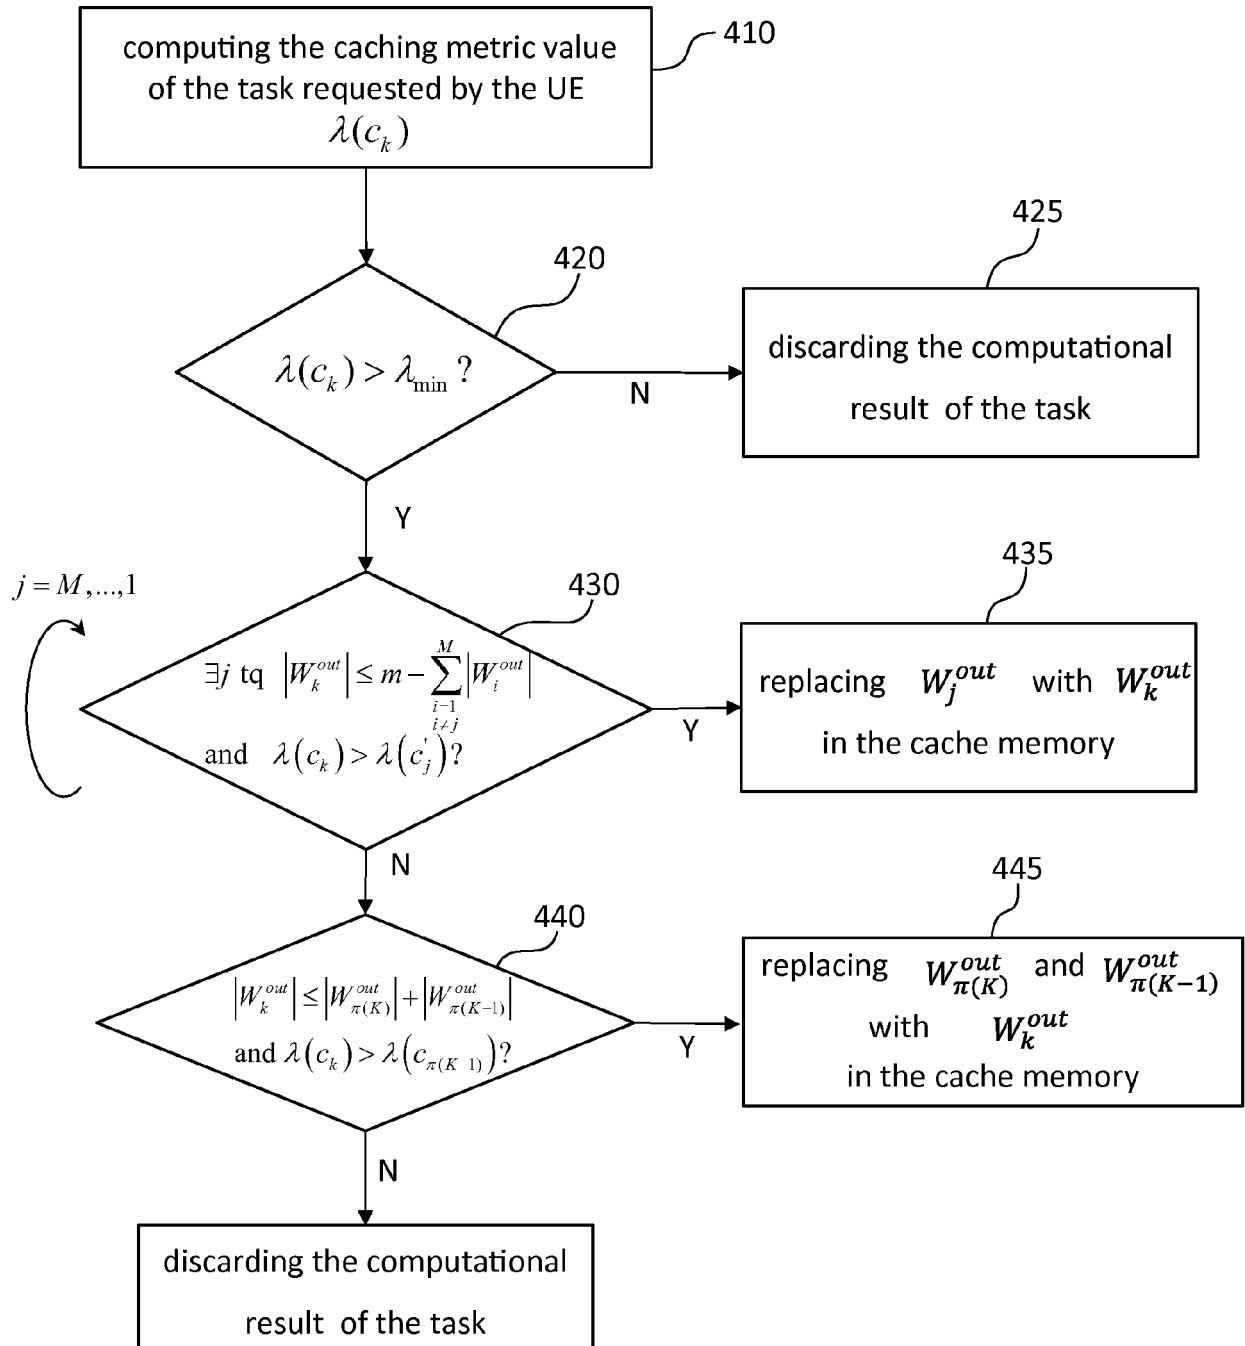 computing the caching metric value
of the task requested by the UE
λ(c_k)
410
420
λ(c_k) > λ_min ?
N
425
discarding the computational
result of the task
Y
j = M,...,1
430
∃j tq |W_k^out| ≤ m − ∑_{i−1, i≠j}^M |W_i^out|
and λ(c_k) > λ(c'_j)?
Y
435
replacing W_j^out with W_k^out
in the cache memory
N
440
|W_k^out| ≤ |W_π(K)^out| + |W_π(K−1)^out|
and λ(c_k) > λ(c_π(K 1))?
Y
445
replacing W_π(K)^out and W_π(K−1)^out
with W_k^out
in the cache memory
N
discarding the computational
result of the task